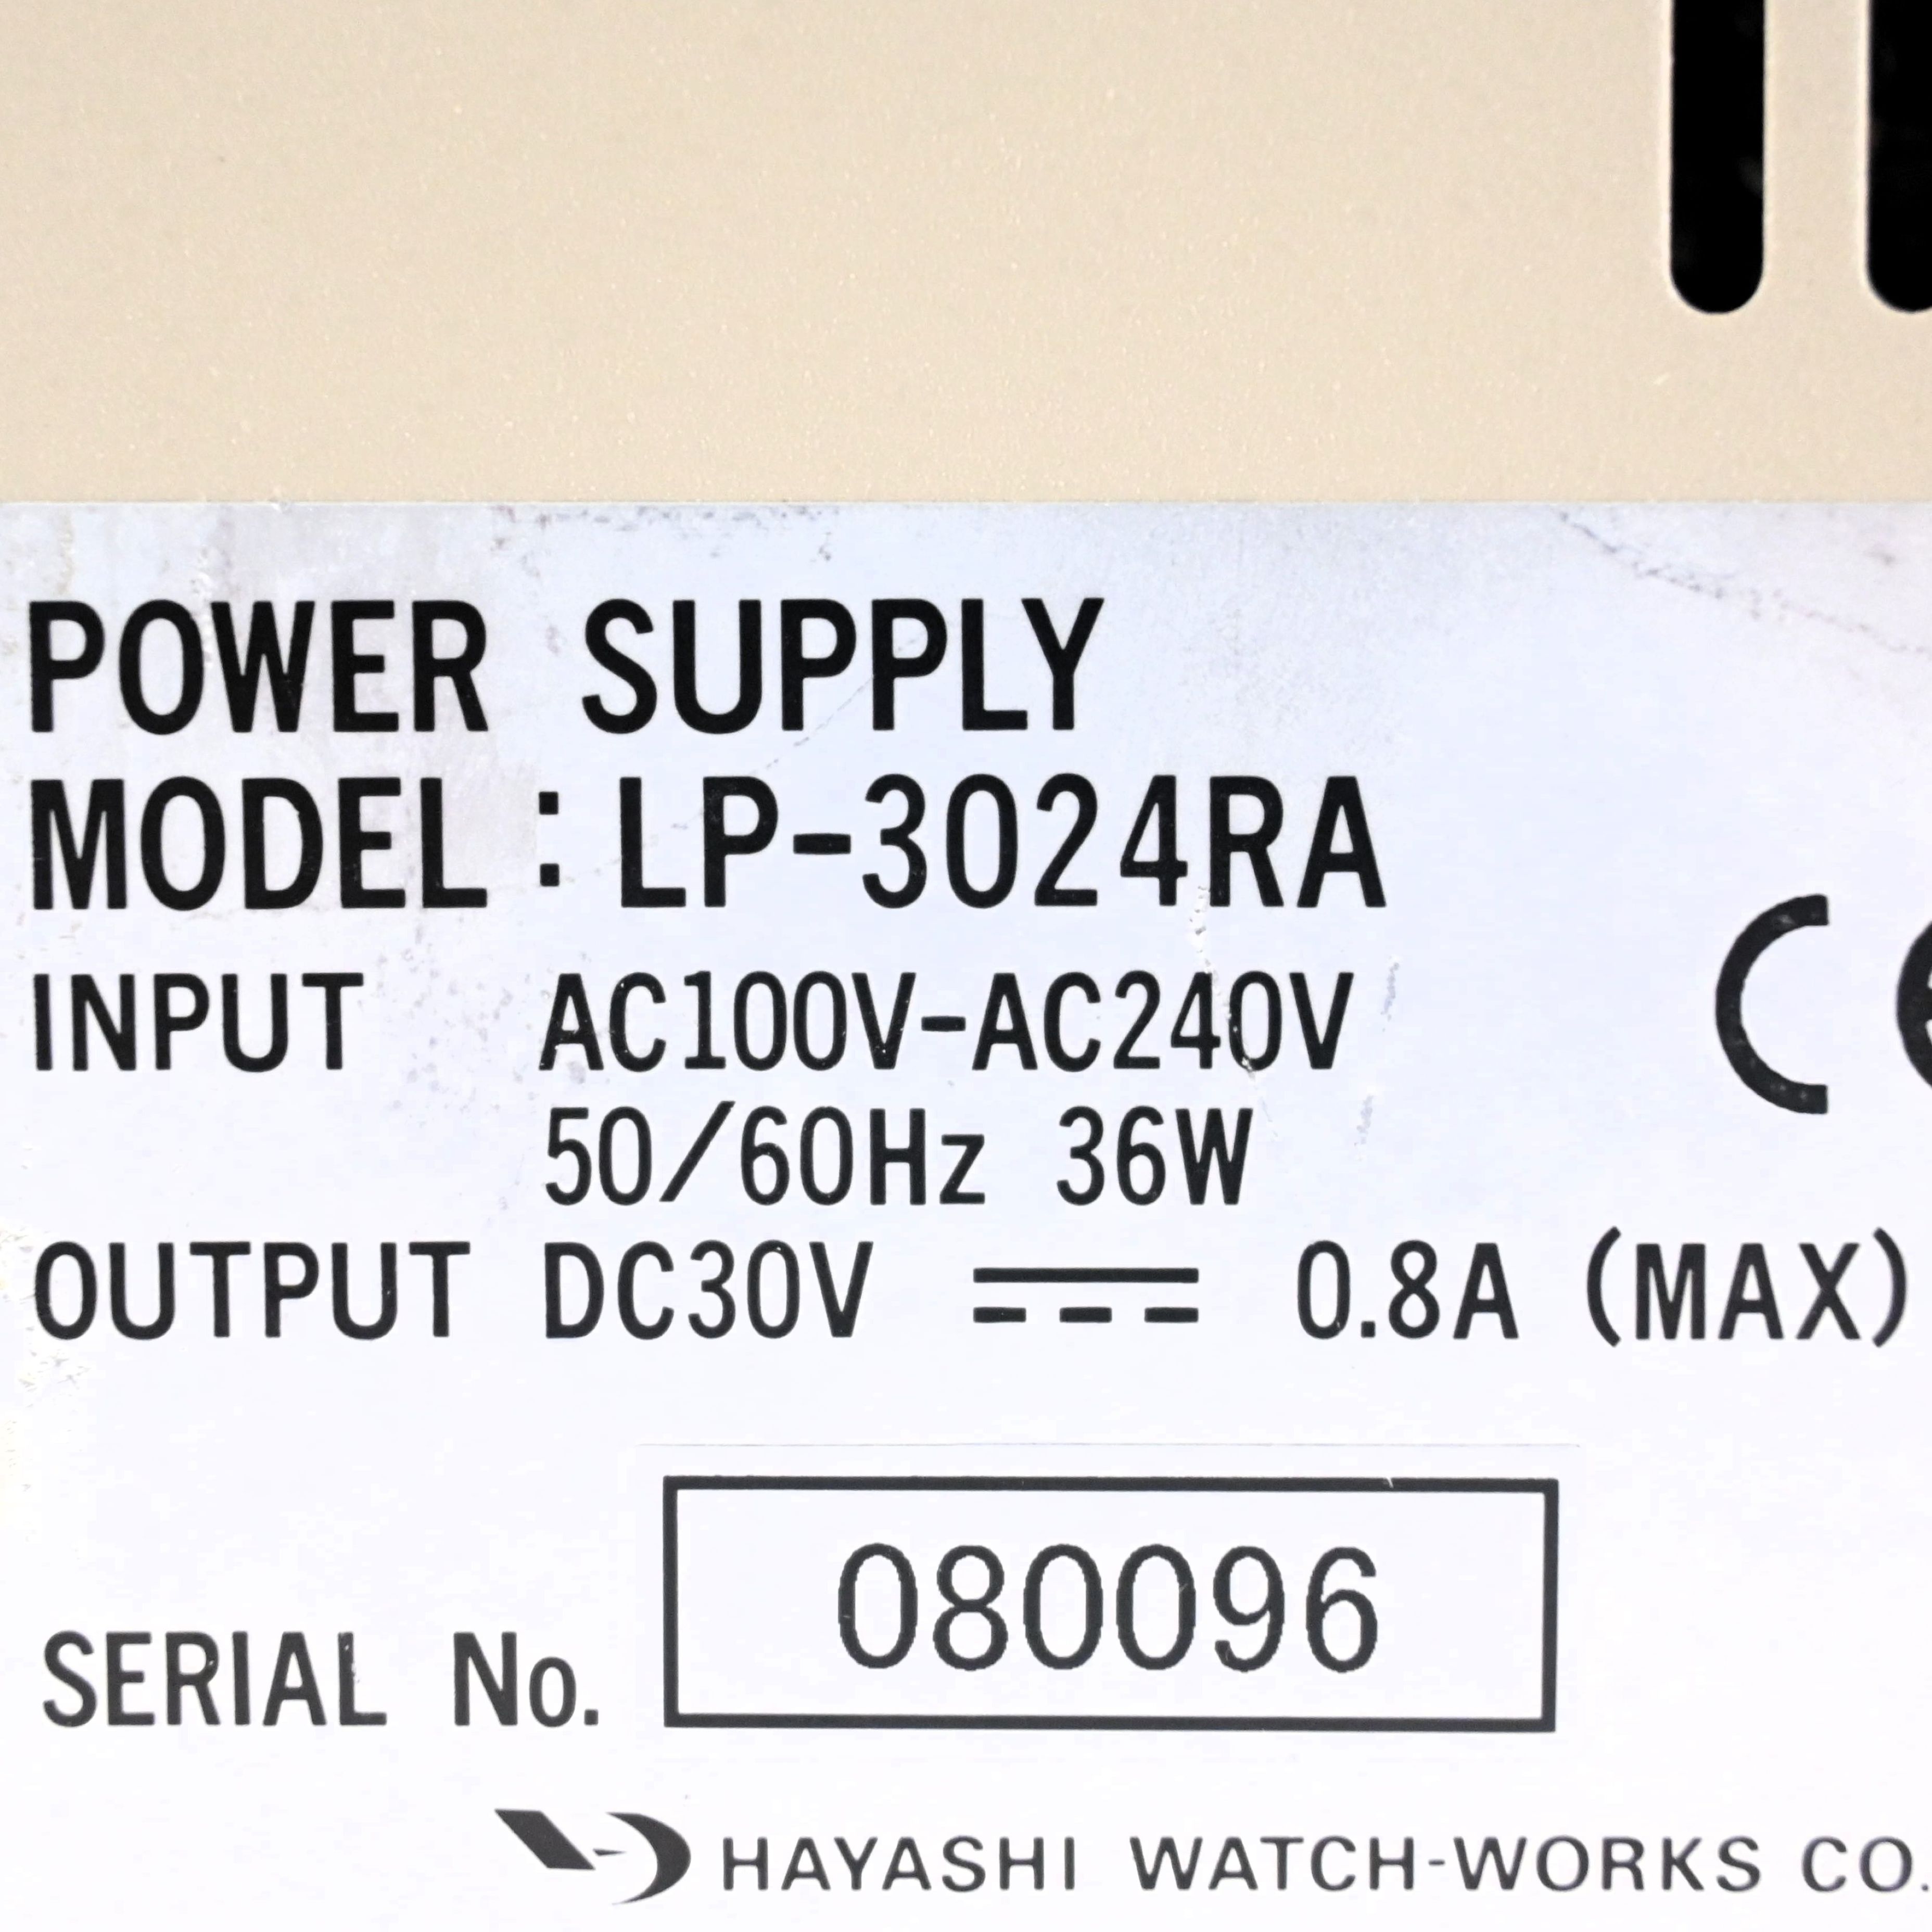 POWER SUPPLY
MODEL : LP-3024RA
INPUT AC100V-AC240V
50/60Hz 36W
OUTPUT DC30V ⎓ 0.8A (MAX)
SERIAL No. 080096
HAYASHI WATCH-WORKS CO.